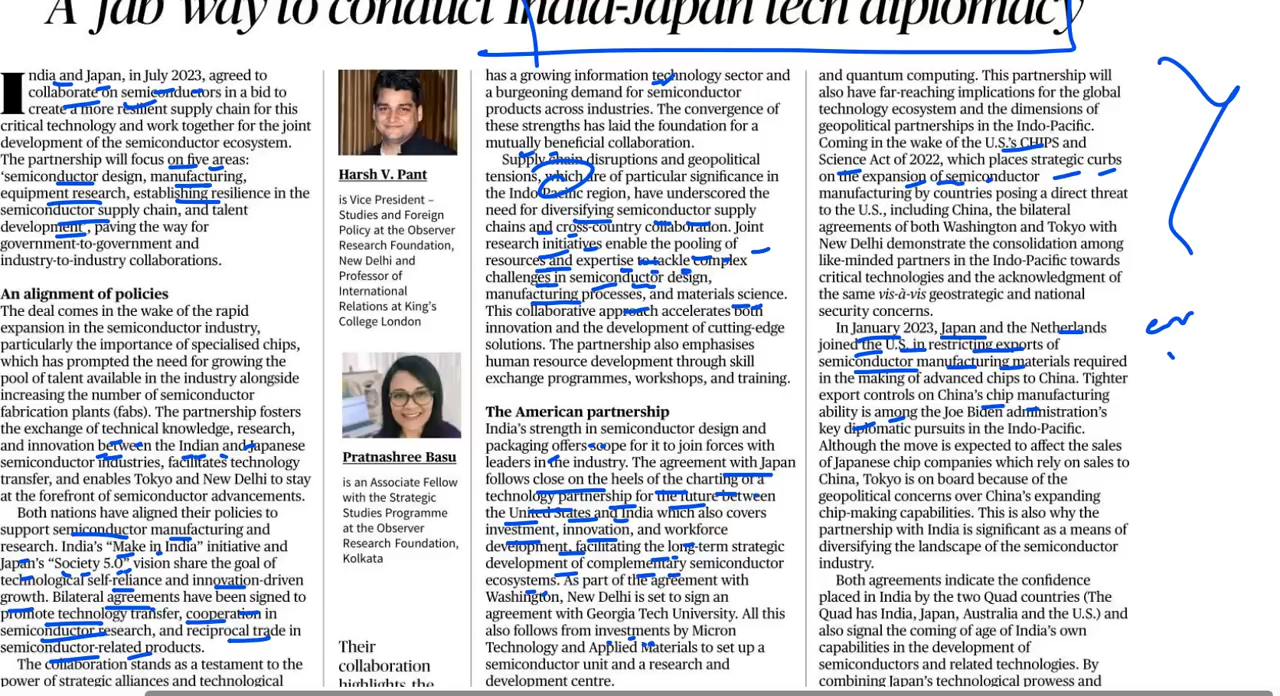 A 'fab' way to conduct India-Japan tech diplomacy
India and Japan, in July 2023, agreed to
collaborate on semiconductors in a bid to
create a more resilient supply chain for this
critical technology and work together for the joint
development of the semiconductor ecosystem.
The partnership will focus on five areas:
'semiconductor design, manufacturing,
equipment research, establishing resilience in the
semiconductor supply chain, and talent
development', paving the way for
government-to-government and
industry-to-industry collaborations.
An alignment of policies
The deal comes in the wake of the rapid
expansion in the semiconductor industry,
particularly the importance of specialised chips,
which has prompted the need for growing the
pool of talent available in the industry alongside
increasing the number of semiconductor
fabrication plants (fabs). The partnership fosters
the exchange of technical knowledge, research,
and innovation between the Indian and Japanese
semiconductor industries, facilitates technology
transfer, and enables Tokyo and New Delhi to stay
at the forefront of semiconductor advancements.
Both nations have aligned their policies to
support semiconductor manufacturing and
research. India's "Make in India" initiative and
Japan's "Society 5.0" vision share the goal of
technological self-reliance and innovation-driven
growth. Bilateral agreements have been signed to
promote technology transfer, cooperation in
semiconductor research, and reciprocal trade in
semiconductor-related products.
The collaboration stands as a testament to the
power of strategic alliances and technological
Harsh V. Pant
is Vice President –
Studies and Foreign
Policy at the Observer
Research Foundation,
New Delhi and
Professor of
International
Relations at King's
College London
Pratnashree Basu
is an Associate Fellow
with the Strategic
Studies Programme
at the Observer
Research Foundation,
Kolkata
Their
collaboration
highlights the
has a growing information technology sector and
a burgeoning demand for semiconductor
products across industries. The convergence of
these strengths has laid the foundation for a
mutually beneficial collaboration.
Supply chain disruptions and geopolitical
tensions, which are of particular significance in
the Indo-Pacific region, have underscored the
need for diversifying semiconductor supply
chains and cross-country collaboration. Joint
research initiatives enable the pooling of
resources and expertise to tackle complex
challenges in semiconductor design,
manufacturing processes, and materials science.
This collaborative approach accelerates both
innovation and the development of cutting-edge
solutions. The partnership also emphasises
human resource development through skill
exchange programmes, workshops, and training.
The American partnership
India's strength in semiconductor design and
packaging offers scope for it to join forces with
leaders in the industry. The agreement with Japan
follows close on the heels of the charting of a
technology partnership for the future between
the United States and India which also covers
investment, innovation, and workforce
development, facilitating the long-term strategic
development of complementary semiconductor
ecosystems. As part of the agreement with
Washington, New Delhi is set to sign an
agreement with Georgia Tech University. All this
also follows from investments by Micron
Technology and Applied Materials to set up a
semiconductor unit and a research and
development centre.
and quantum computing. This partnership will
also have far-reaching implications for the global
technology ecosystem and the dimensions of
geopolitical partnerships in the Indo-Pacific.
Coming in the wake of the U.S.'s CHIPS and
Science Act of 2022, which places strategic curbs
on the expansion of semiconductor
manufacturing by countries posing a direct threat
to the U.S., including China, the bilateral
agreements of both Washington and Tokyo with
New Delhi demonstrate the consolidation among
like-minded partners in the Indo-Pacific towards
critical technologies and the acknowledgment of
the same vis-à-vis geostrategic and national
security concerns.
In January 2023, Japan and the Netherlands
joined the U.S. in restricting exports of
semiconductor manufacturing materials required
in the making of advanced chips to China. Tighter
export controls on China's chip manufacturing
ability is among the Joe Biden administration's
key diplomatic pursuits in the Indo-Pacific.
Although the move is expected to affect the sales
of Japanese chip companies which rely on sales to
China, Tokyo is on board because of the
geopolitical concerns over China's expanding
chip-making capabilities. This is also why the
partnership with India is significant as a means of
diversifying the landscape of the semiconductor
industry.
Both agreements indicate the confidence
placed in India by the two Quad countries (The
Quad has India, Japan, Australia and the U.S.) and
also signal the coming of age of India's own
capabilities in the development of
semiconductors and related technologies. By
combining Japan's technological prowess and